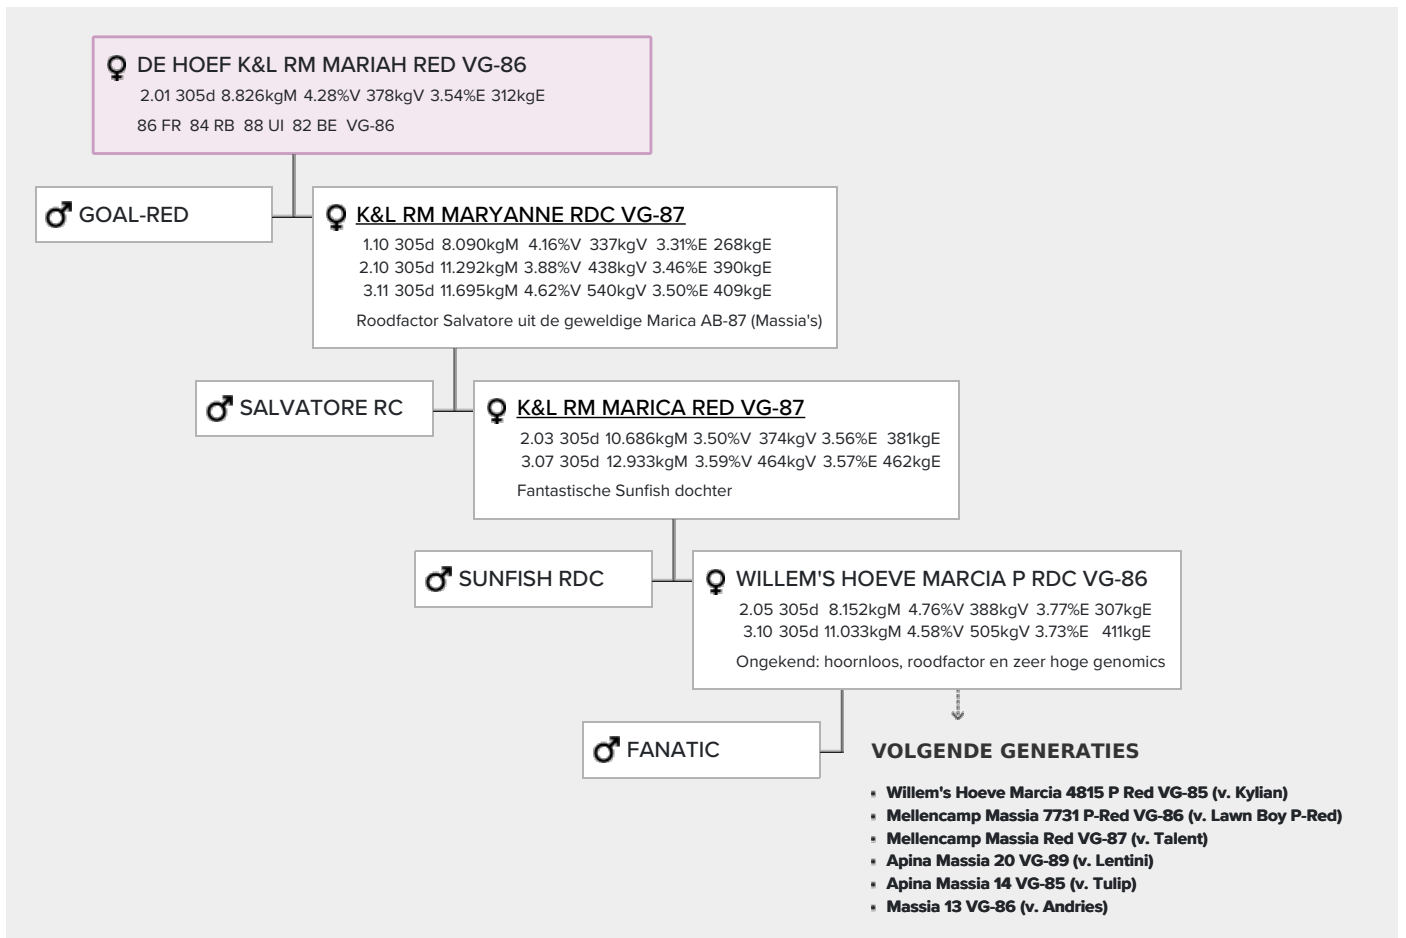 DE HOEF K&L RM MARIAH RED VG-86
2.01 305d 8.826kgM 4.28%V 378kgV 3.54%E 312kgE
86 FR 84 RB 88 UI 82 BE VG-86
GOAL-RED
K&L RM MARYANNE RDC VG-87
1.10 305d 8.090kgM 4.16%V 337kgV 3.31%E 268kgE
2.10 305d 11.292kgM 3.88%V 438kgV 3.46%E 390kgE
3.11 305d 11.695kgM 4.62%V 540kgV 3.50%E 409kgE
Roodfactor Salvatore uit de geweldige Marica AB-87 (Massia's)
SALVATORE RC
K&L RM MARICA RED VG-87
2.03 305d 10.686kgM 3.50%V 374kgV 3.56%E 381kgE
3.07 305d 12.933kgM 3.59%V 464kgV 3.57%E 462kgE
Fantastische Sunfish dochter
SUNFISH RDC
WILLEM'S HOEVE MARCIA P RDC VG-86
2.05 305d 8.152kgM 4.76%V 388kgV 3.77%E 307kgE
3.10 305d 11.033kgM 4.58%V 505kgV 3.73%E 411kgE
Ongekend: hoornloos, roodfactor en zeer hoge genomics
FANATIC
VOLGENDE GENERATIES
Willem's Hoeve Marcia 4815 P Red VG-85 (v. Kylian)
Mellencamp Massia 7731 P-Red VG-86 (v. Lawn Boy P-Red)
Mellencamp Massia Red VG-87 (v. Talent)
Apina Massia 20 VG-89 (v. Lentini)
Apina Massia 14 VG-85 (v. Tulip)
Massia 13 VG-86 (v. Andries)